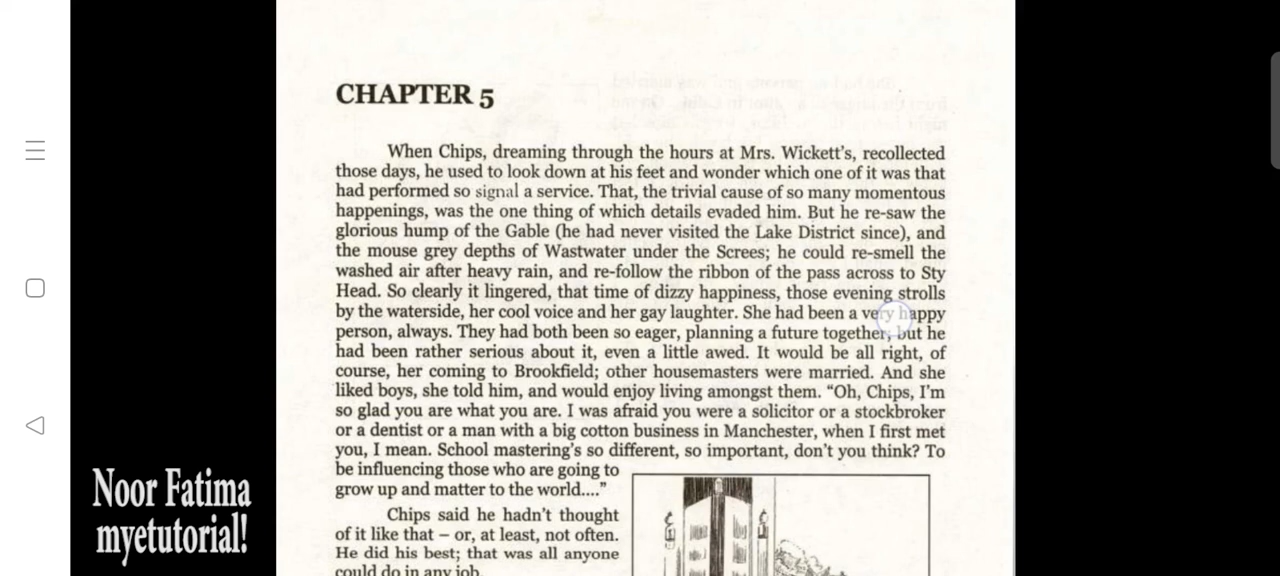 CHAPTER 5
When Chips, dreaming through the hours at Mrs. Wickett's, recollected
those days, he used to look down at his feet and wonder which one of it was that
had performed so signal a service. That, the trivial cause of so many momentous
happenings, was the one thing of which details evaded him. But he re-saw the
glorious hump of the Gable (he had never visited the Lake District since), and
the mouse grey depths of Wastwater under the Screes; he could re-smell the
washed air after heavy rain, and re-follow the ribbon of the pass across to Sty
Head. So clearly it lingered, that time of dizzy happiness, those evening strolls
by the waterside, her cool voice and her gay laughter. She had been a very happy
person, always. They had both been so eager, planning a future together; but he
had been rather serious about it, even a little awed. It would be all right, of
course, her coming to Brookfield; other housemasters were married. And she
liked boys, she told him, and would enjoy living amongst them. "Oh, Chips, I'm
so glad you are what you are. I was afraid you were a solicitor or a stockbroker
or a dentist or a man with a big cotton business in Manchester, when I first met
you, I mean. School mastering's so different, so important, don't you think? To
be influencing those who are going to
grow up and matter to the world...."
Chips said he hadn't thought
of it like that – or, at least, not often.
He did his best; that was all anyone
could do in any job.
Noor Fatima
myetutorial!